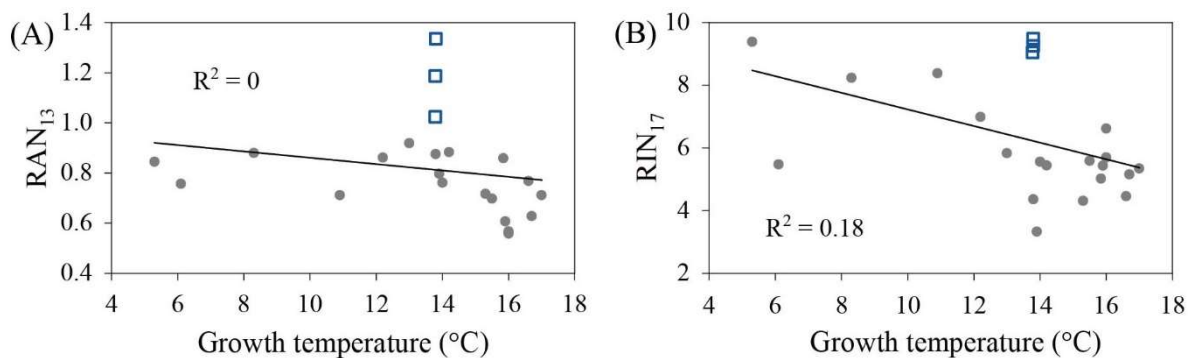 (A)
1.4
1.2
1.0
0.8
0.6
0.4
RAN₁₃
R² = 0
4 6 8 10 12 14 16 18
Growth temperature (°C)
(B)
10
8
6
4
2
RIN₁₇
R² = 0.18
4 6 8 10 12 14 16 18
Growth temperature (°C)